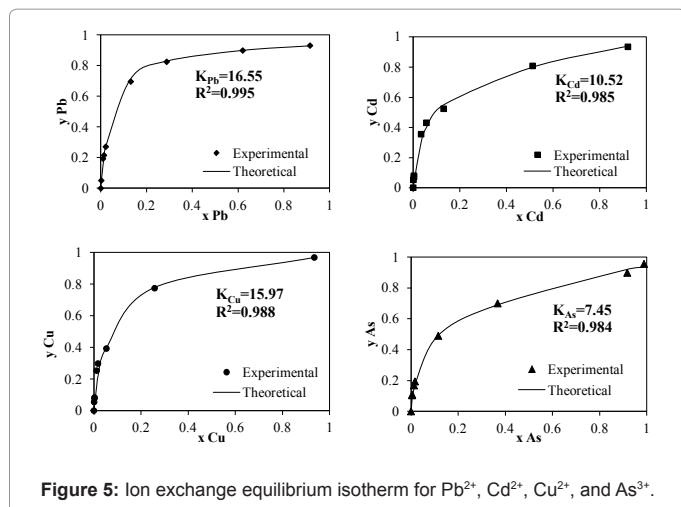 1
0.8
0.6
0.4
0.2
0
y Pb
K_Pb=16.55
R²=0.995
Experimental
Theoretical
0 0.2 0.4 0.6 0.8 1
x Pb
1
0.8
0.6
0.4
0.2
0
y Cd
K_Cd=10.52
R²=0.985
Experimental
Theoretical
0 0.2 0.4 0.6 0.8 1
x Cd
1
0.8
0.6
0.4
0.2
0
y Cu
K_Cu=15.97
R²=0.988
Experimental
Theoretical
0 0.2 0.4 0.6 0.8 1
x Cu
1
0.8
0.6
0.4
0.2
0
y As
K_As=7.45
R²=0.984
Experimental
Theoretical
0 0.2 0.4 0.6 0.8 1
x As
Figure 5: Ion exchange equilibrium isotherm for Pb²⁺, Cd²⁺, Cu²⁺, and As³⁺.